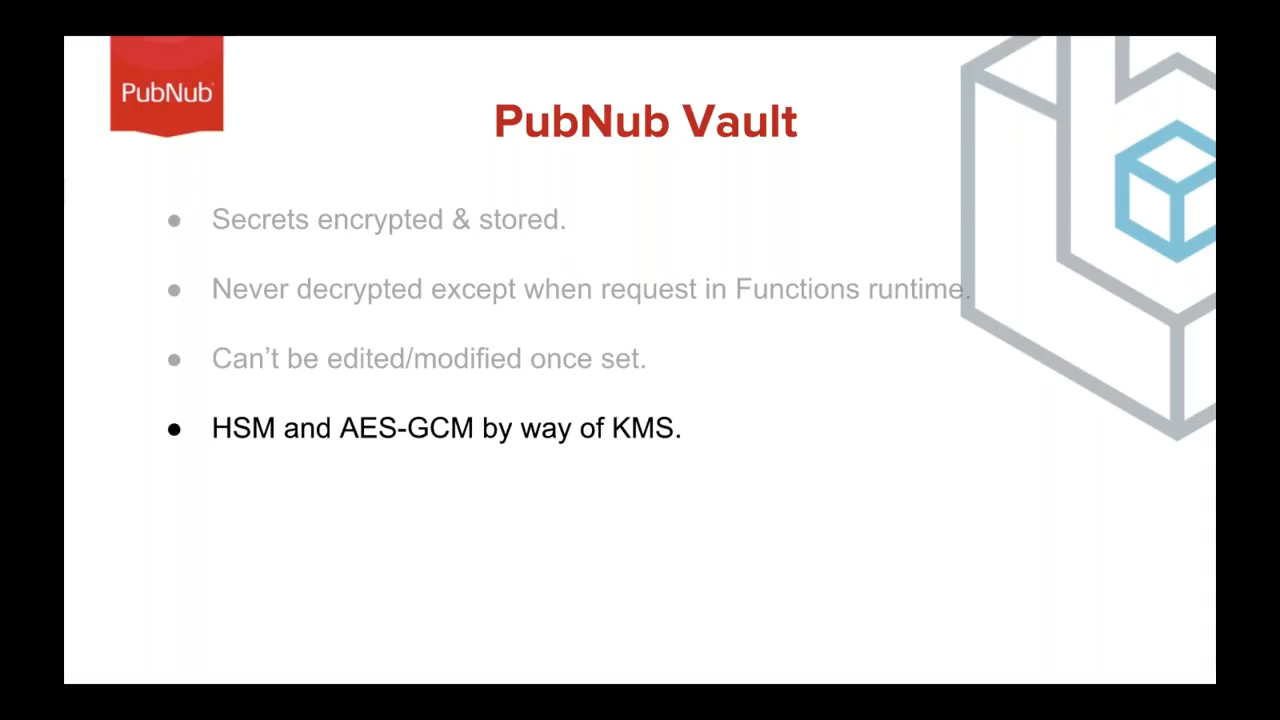 PubNub
PubNub Vault
● Secrets encrypted & stored.
● Never decrypted except when request in Functions runtime.
● Can’t be edited/modified once set.
● HSM and AES-GCM by way of KMS.